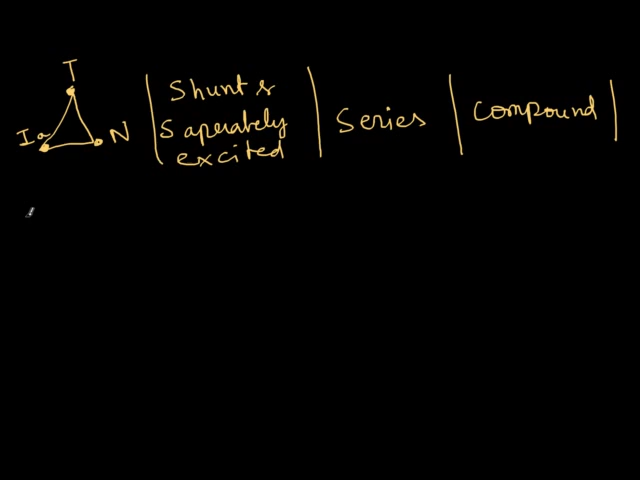 T
Ia N
Shunt &
Saperately
excited
Series
Compound